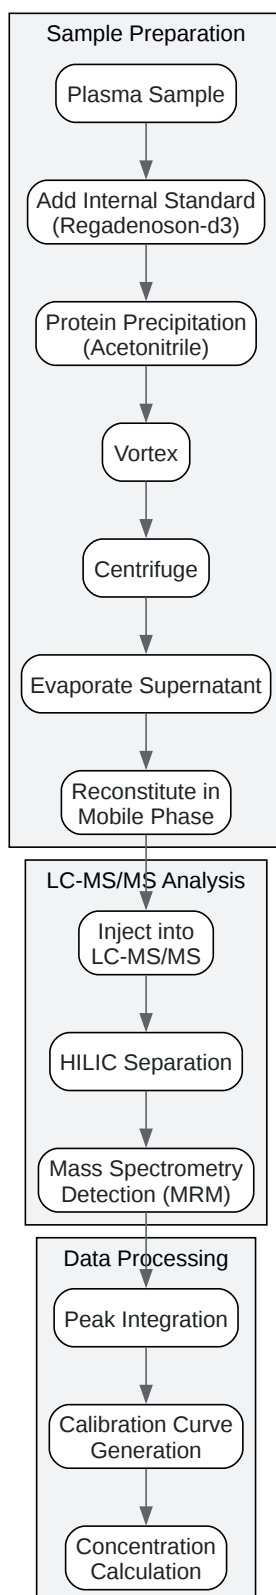 Sample Preparation
Plasma Sample
Add Internal Standard
(Regadenoson-d3)
Protein Precipitation
(Acetonitrile)
Vortex
Centrifuge
Evaporate Supernatant
Reconstitute in
Mobile Phase
LC-MS/MS Analysis
Inject into
LC-MS/MS
HILIC Separation
Mass Spectrometry
Detection (MRM)
Data Processing
Peak Integration
Calibration Curve
Generation
Concentration
Calculation